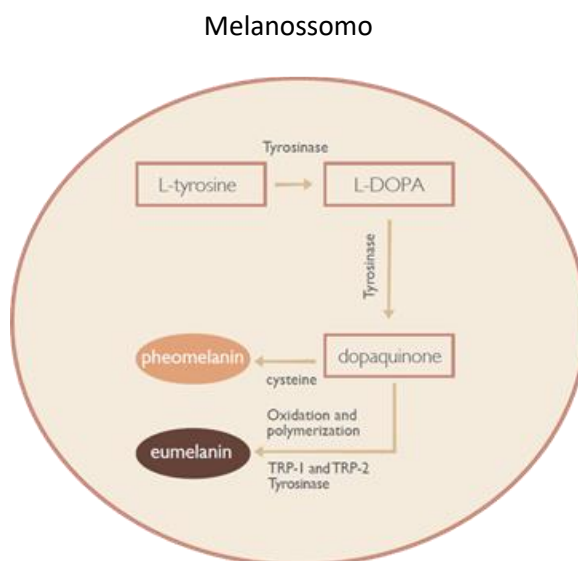 Melanossomo
Tyrosinase
L-tyrosine
L-DOPA
Tyrosinase
pheomelanin
dopaquinone
cysteine
Oxidation and
polymerization
eumelanin
TRP-1 and TRP-2
Tyrosinase